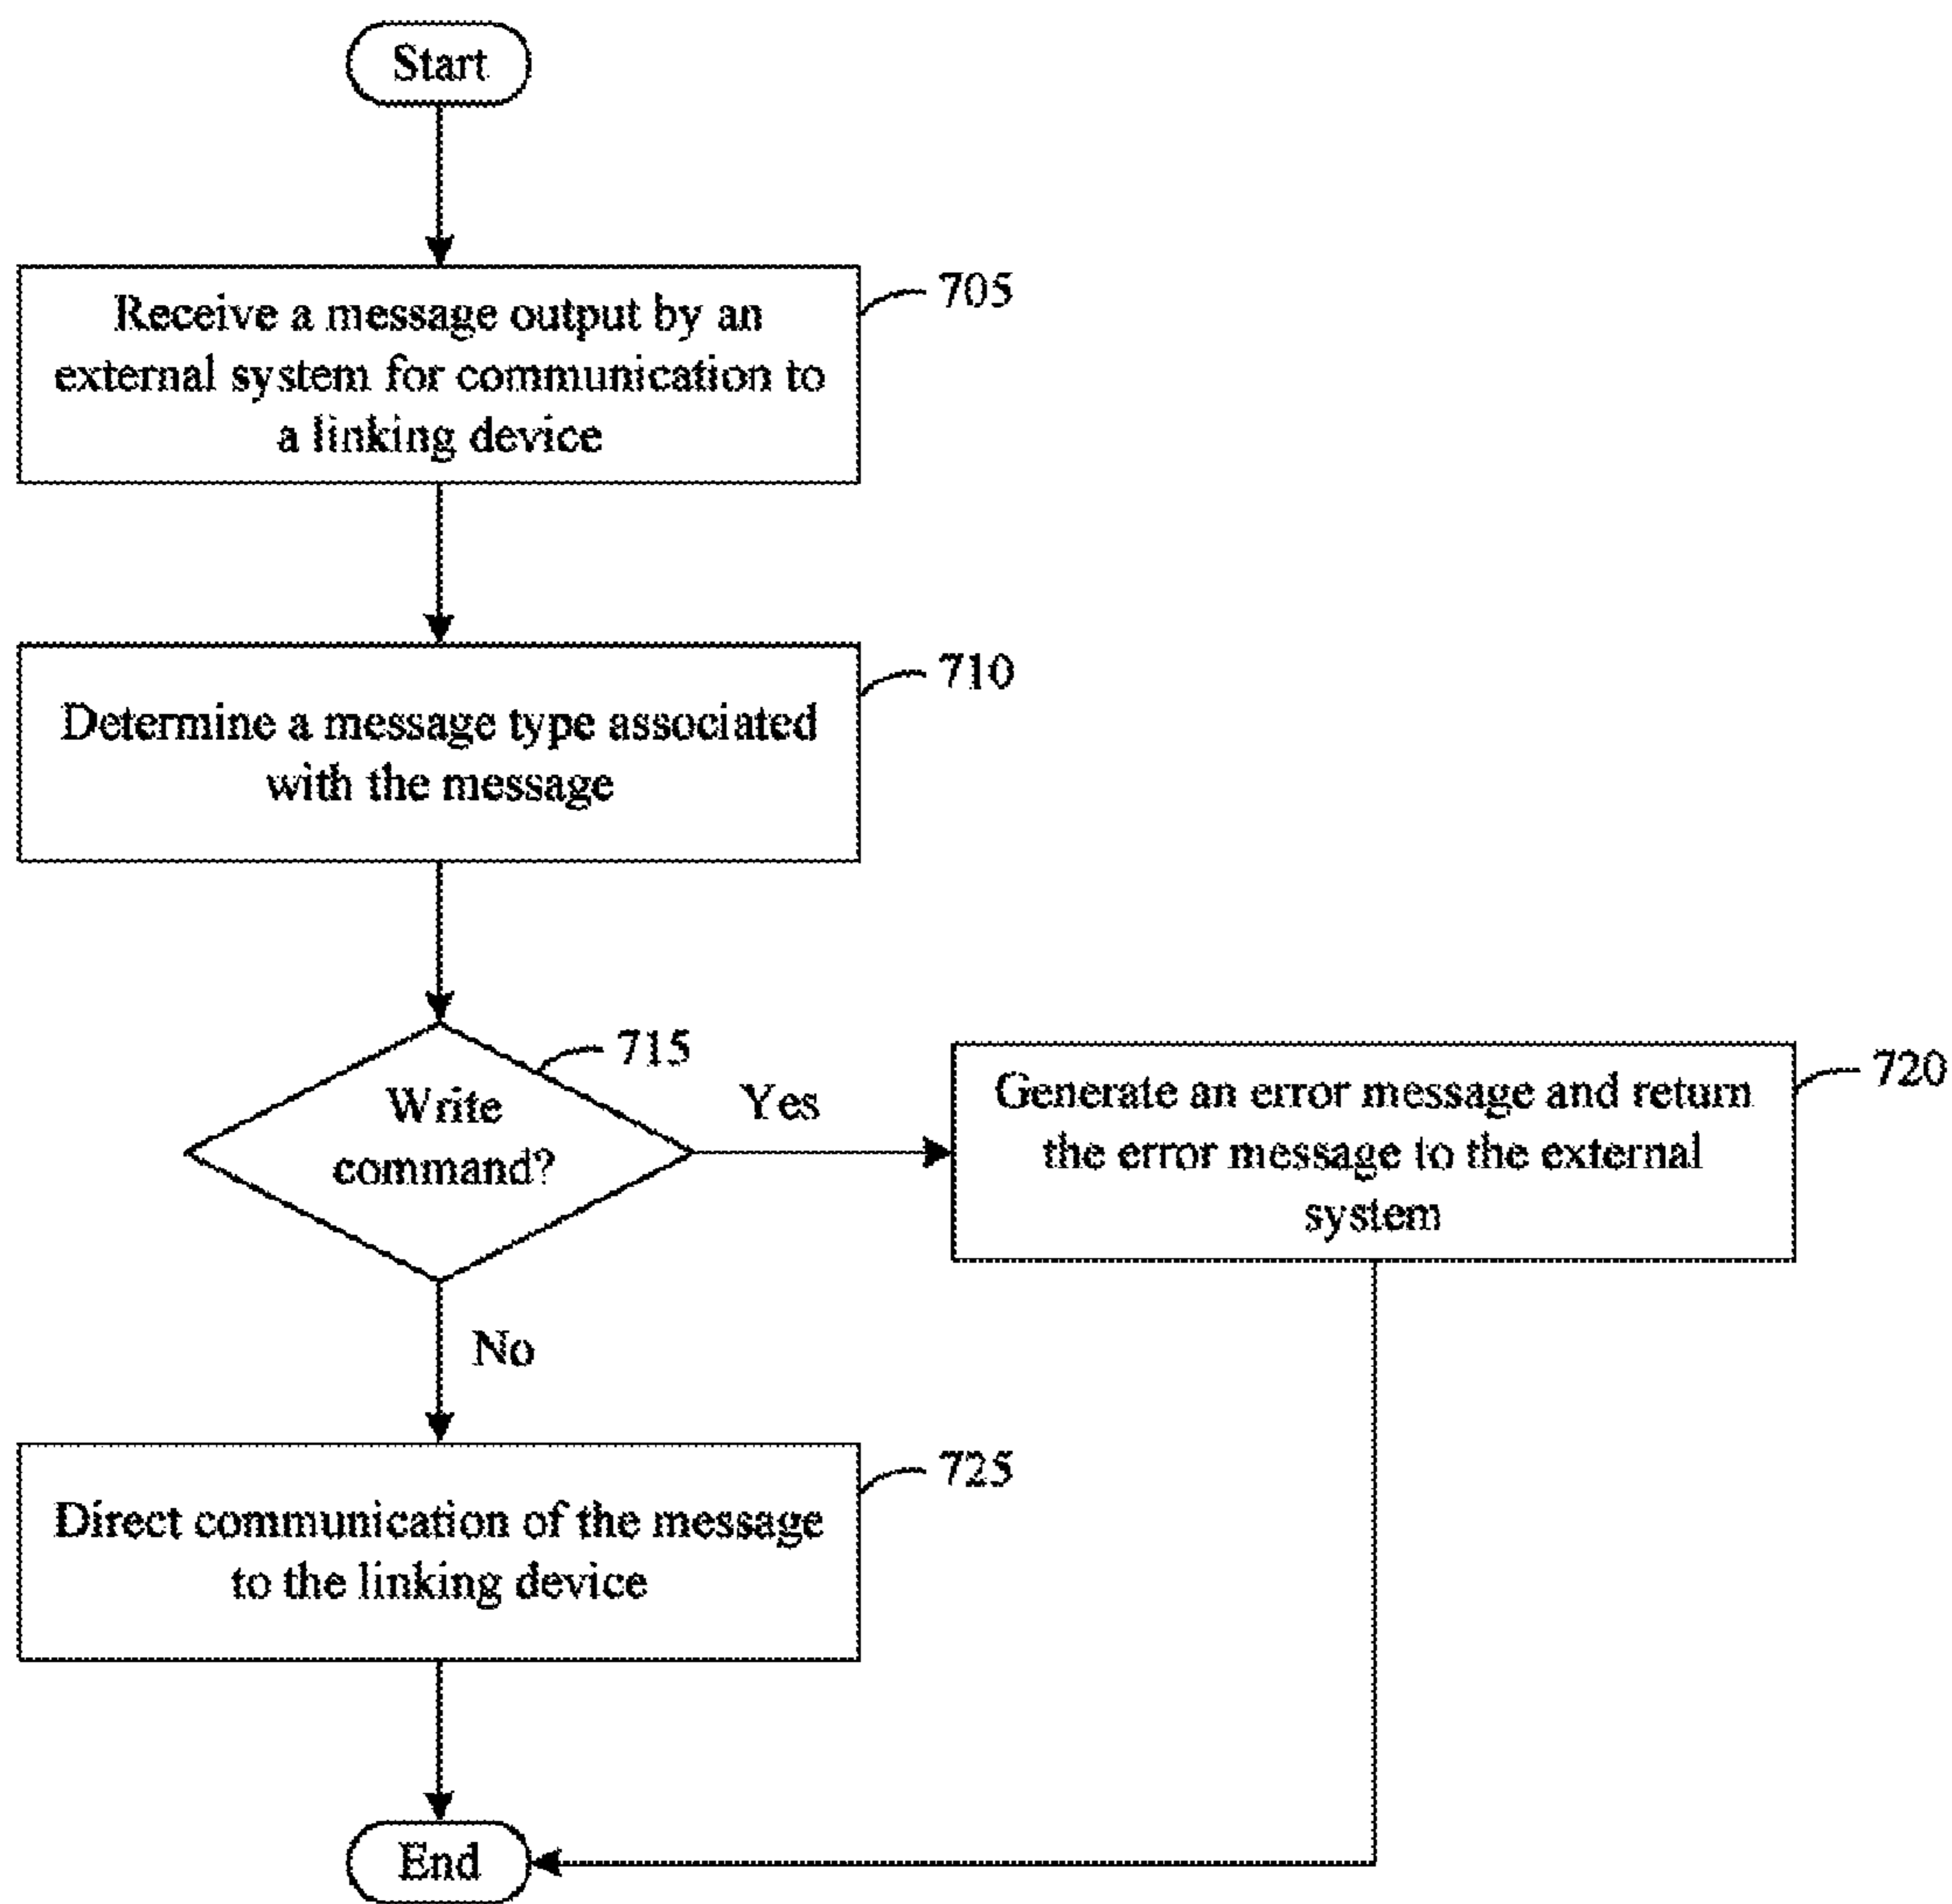 Start
Receive a message output by an
external system for communication to
a linking device
705
Determine a message type associated
with the message
710
Write
command?
715
Yes
Generate an error message and return
the error message to the external
system
720
No
Direct communication of the message
to the linking device
725
End